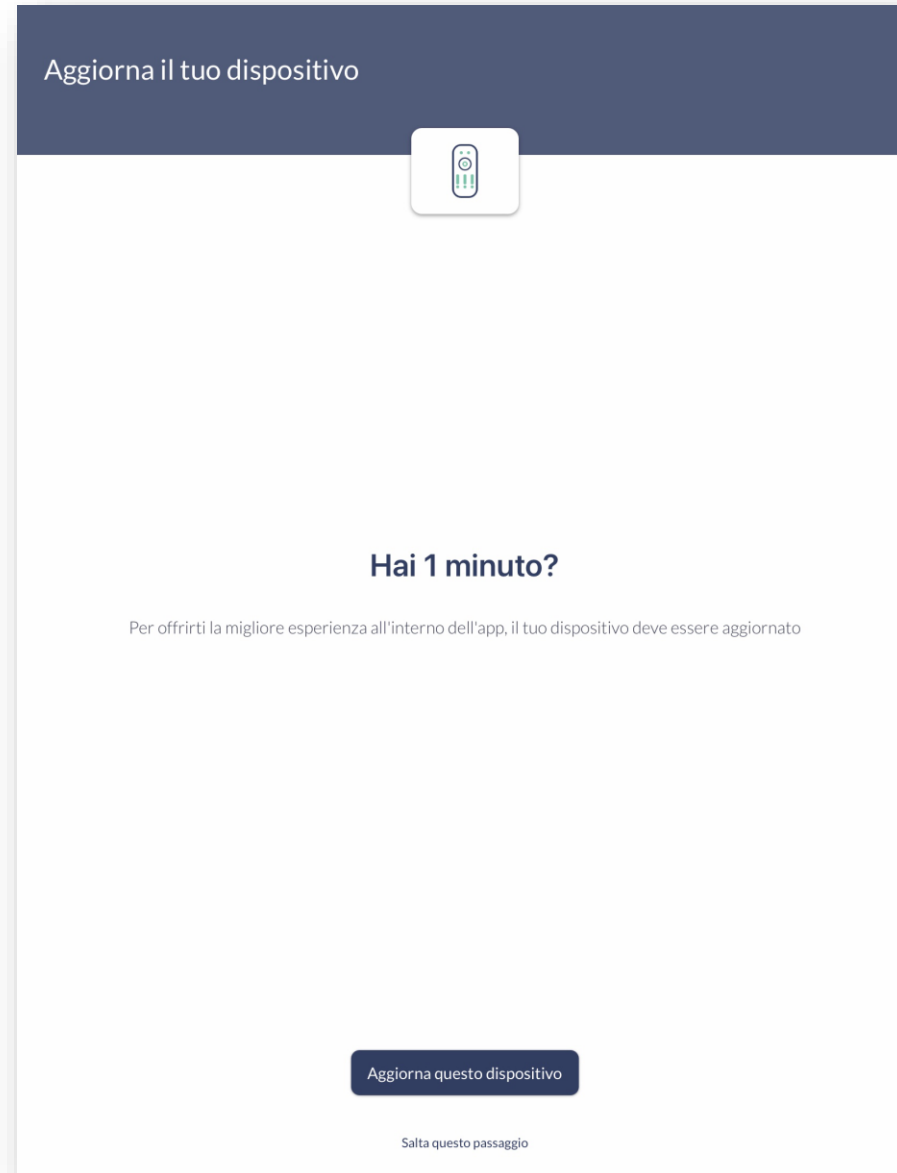 Aggiorna il tuo dispositivo
Hai 1 minuto?
Per offrirti la migliore esperienza all'interno dell'app, il tuo dispositivo deve essere aggiornato
Aggiorna questo dispositivo
Salta questo passaggio